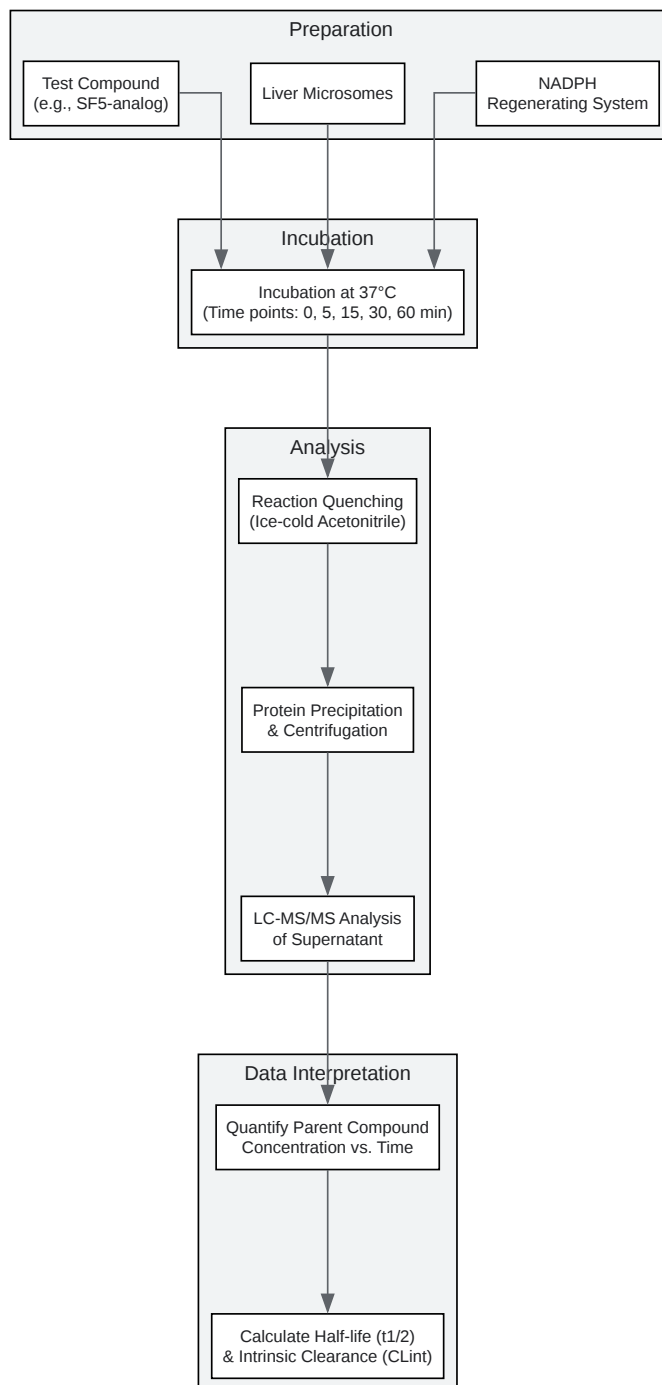 Preparation
Test Compound
(e.g., SF5-analog)
Liver Microsomes
NADPH
Regenerating System
Incubation
Incubation at 37°C
(Time points: 0, 5, 15, 30, 60 min)
Analysis
Reaction Quenching
(Ice-cold Acetonitrile)
Protein Precipitation
& Centrifugation
LC-MS/MS Analysis
of Supernatant
Data Interpretation
Quantify Parent Compound
Concentration vs. Time
Calculate Half-life (t1/2)
& Intrinsic Clearance (CLint)